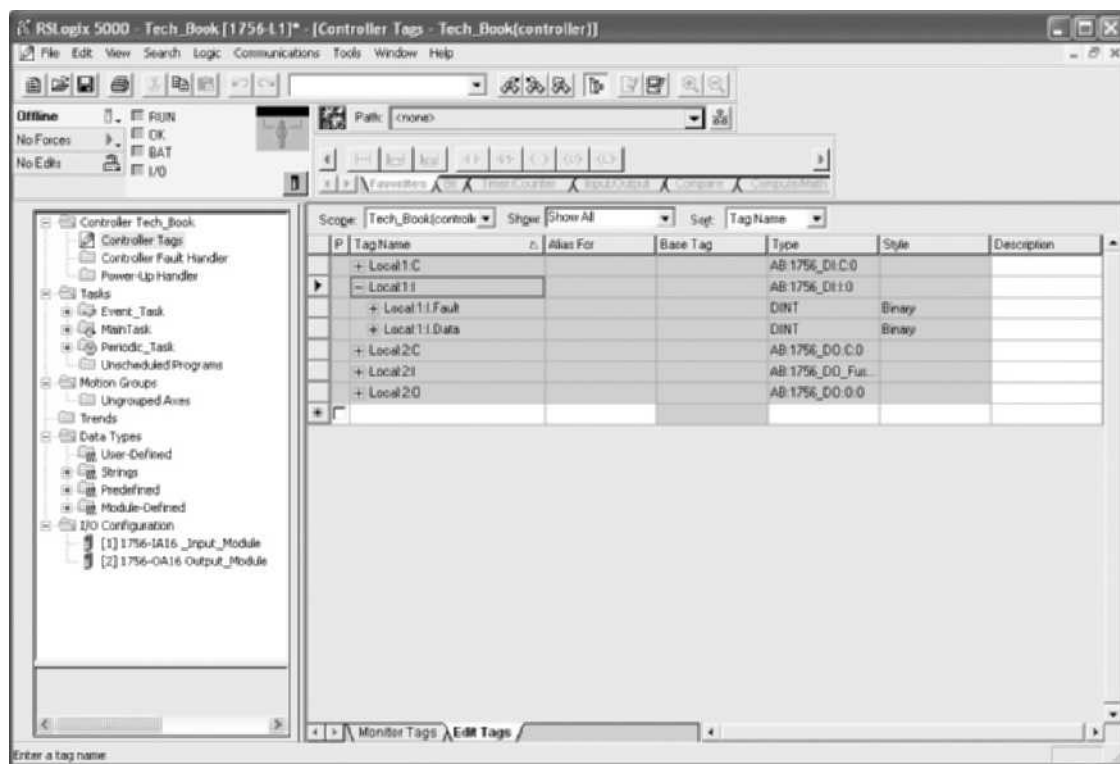 RSLogix 5000 - Tech_Book [1756-L1]* - [Controller Tags - Tech_Book(controller)]
File Edit View Search Logic Communications Tools Window Help
Offline
RUN
Path: <none>
No Forces
OK
No Edits
BAT
I/O
Favorites Bit Timer/Counter Input/Output Compare Compute/Math
Scope: Tech_Book(controlle Show: Show All Sort: Tag Name
P Tag Name Alias For Base Tag Type Style Description
Local:1:C AB:1756_DI:C:0
Local:1:I AB:1756_DI:I:0
Local:1:I.Fault DINT Binary
Local:1:I.Data DINT Binary
Local:2:C AB:1756_DO:C:0
Local:2:I AB:1756_DO_Fus...
Local:2:O AB:1756_DO:O:0
Controller Tech_Book
Controller Tags
Controller Fault Handler
Power-Up Handler
Tasks
Event_Task
MainTask
Periodic_Task
Unscheduled Programs
Motion Groups
Ungrouped Axes
Trends
Data Types
User-Defined
Strings
Predefined
Module-Defined
I/O Configuration
[1] 1756-IA16 _Input_Module
[2] 1756-OA16 Output_Module
Monitor Tags Edit Tags
Enter a tag name